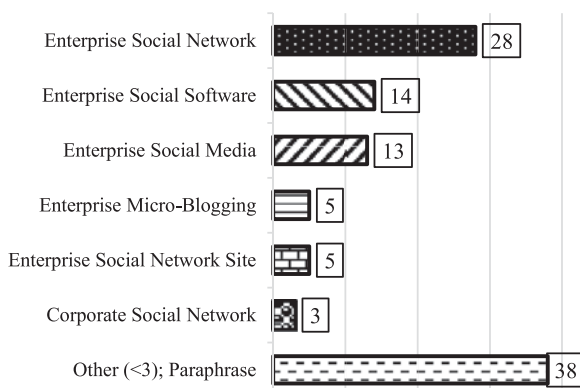 Enterprise Social Network 28
Enterprise Social Software 14
Enterprise Social Media 13
Enterprise Micro-Blogging 5
Enterprise Social Network Site 5
Corporate Social Network 3
Other (<3); Paraphrase 38